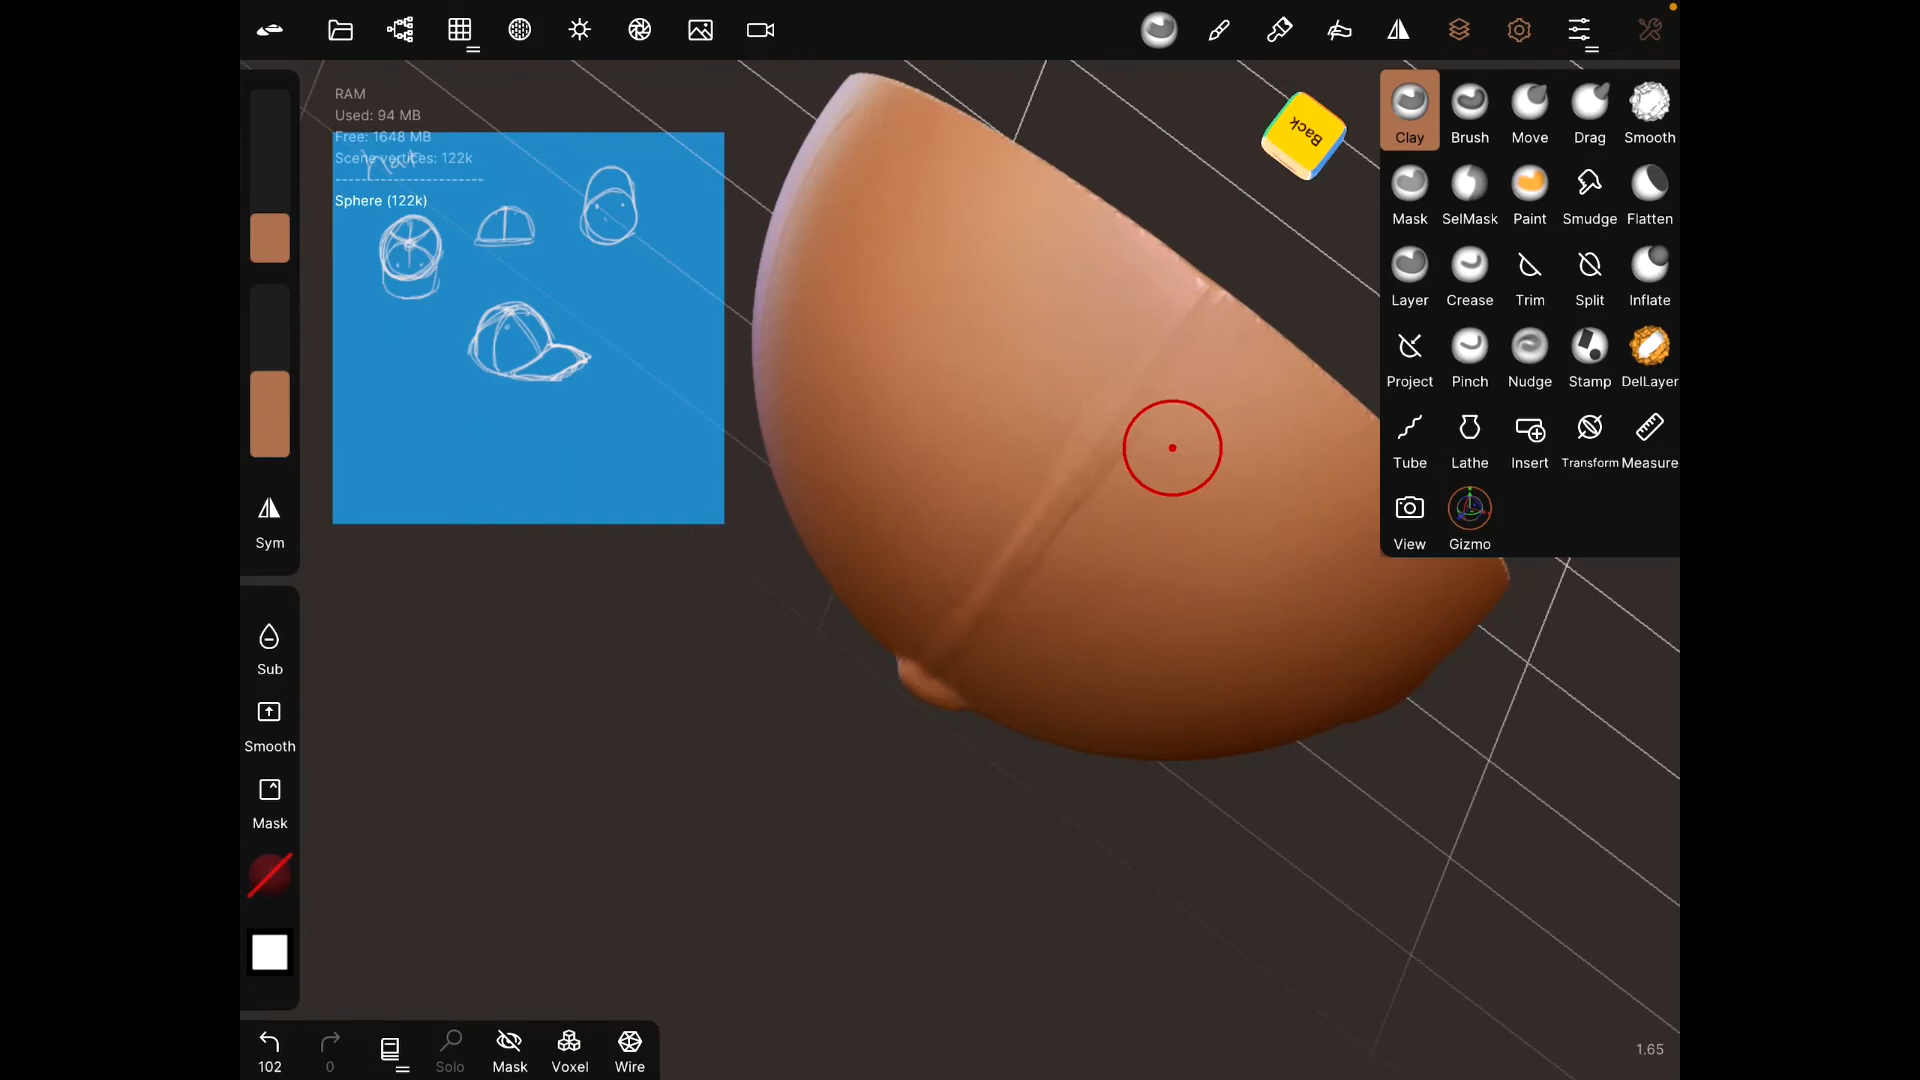 RAM
Used: 94 MB
Free: 1648 MB
Scene vertices: 122k
hat
Sphere (122k)
Back
Clay Brush Move Drag Smooth
Mask SelMask Paint Smudge Flatten
Layer Crease Trim Split Inflate
Project Pinch Nudge Stamp DelLayer
Tube Lathe Insert Transform Measure
View Gizmo
Sym
Sub
Smooth
Mask
102 0 Solo Mask Voxel Wire
1.65